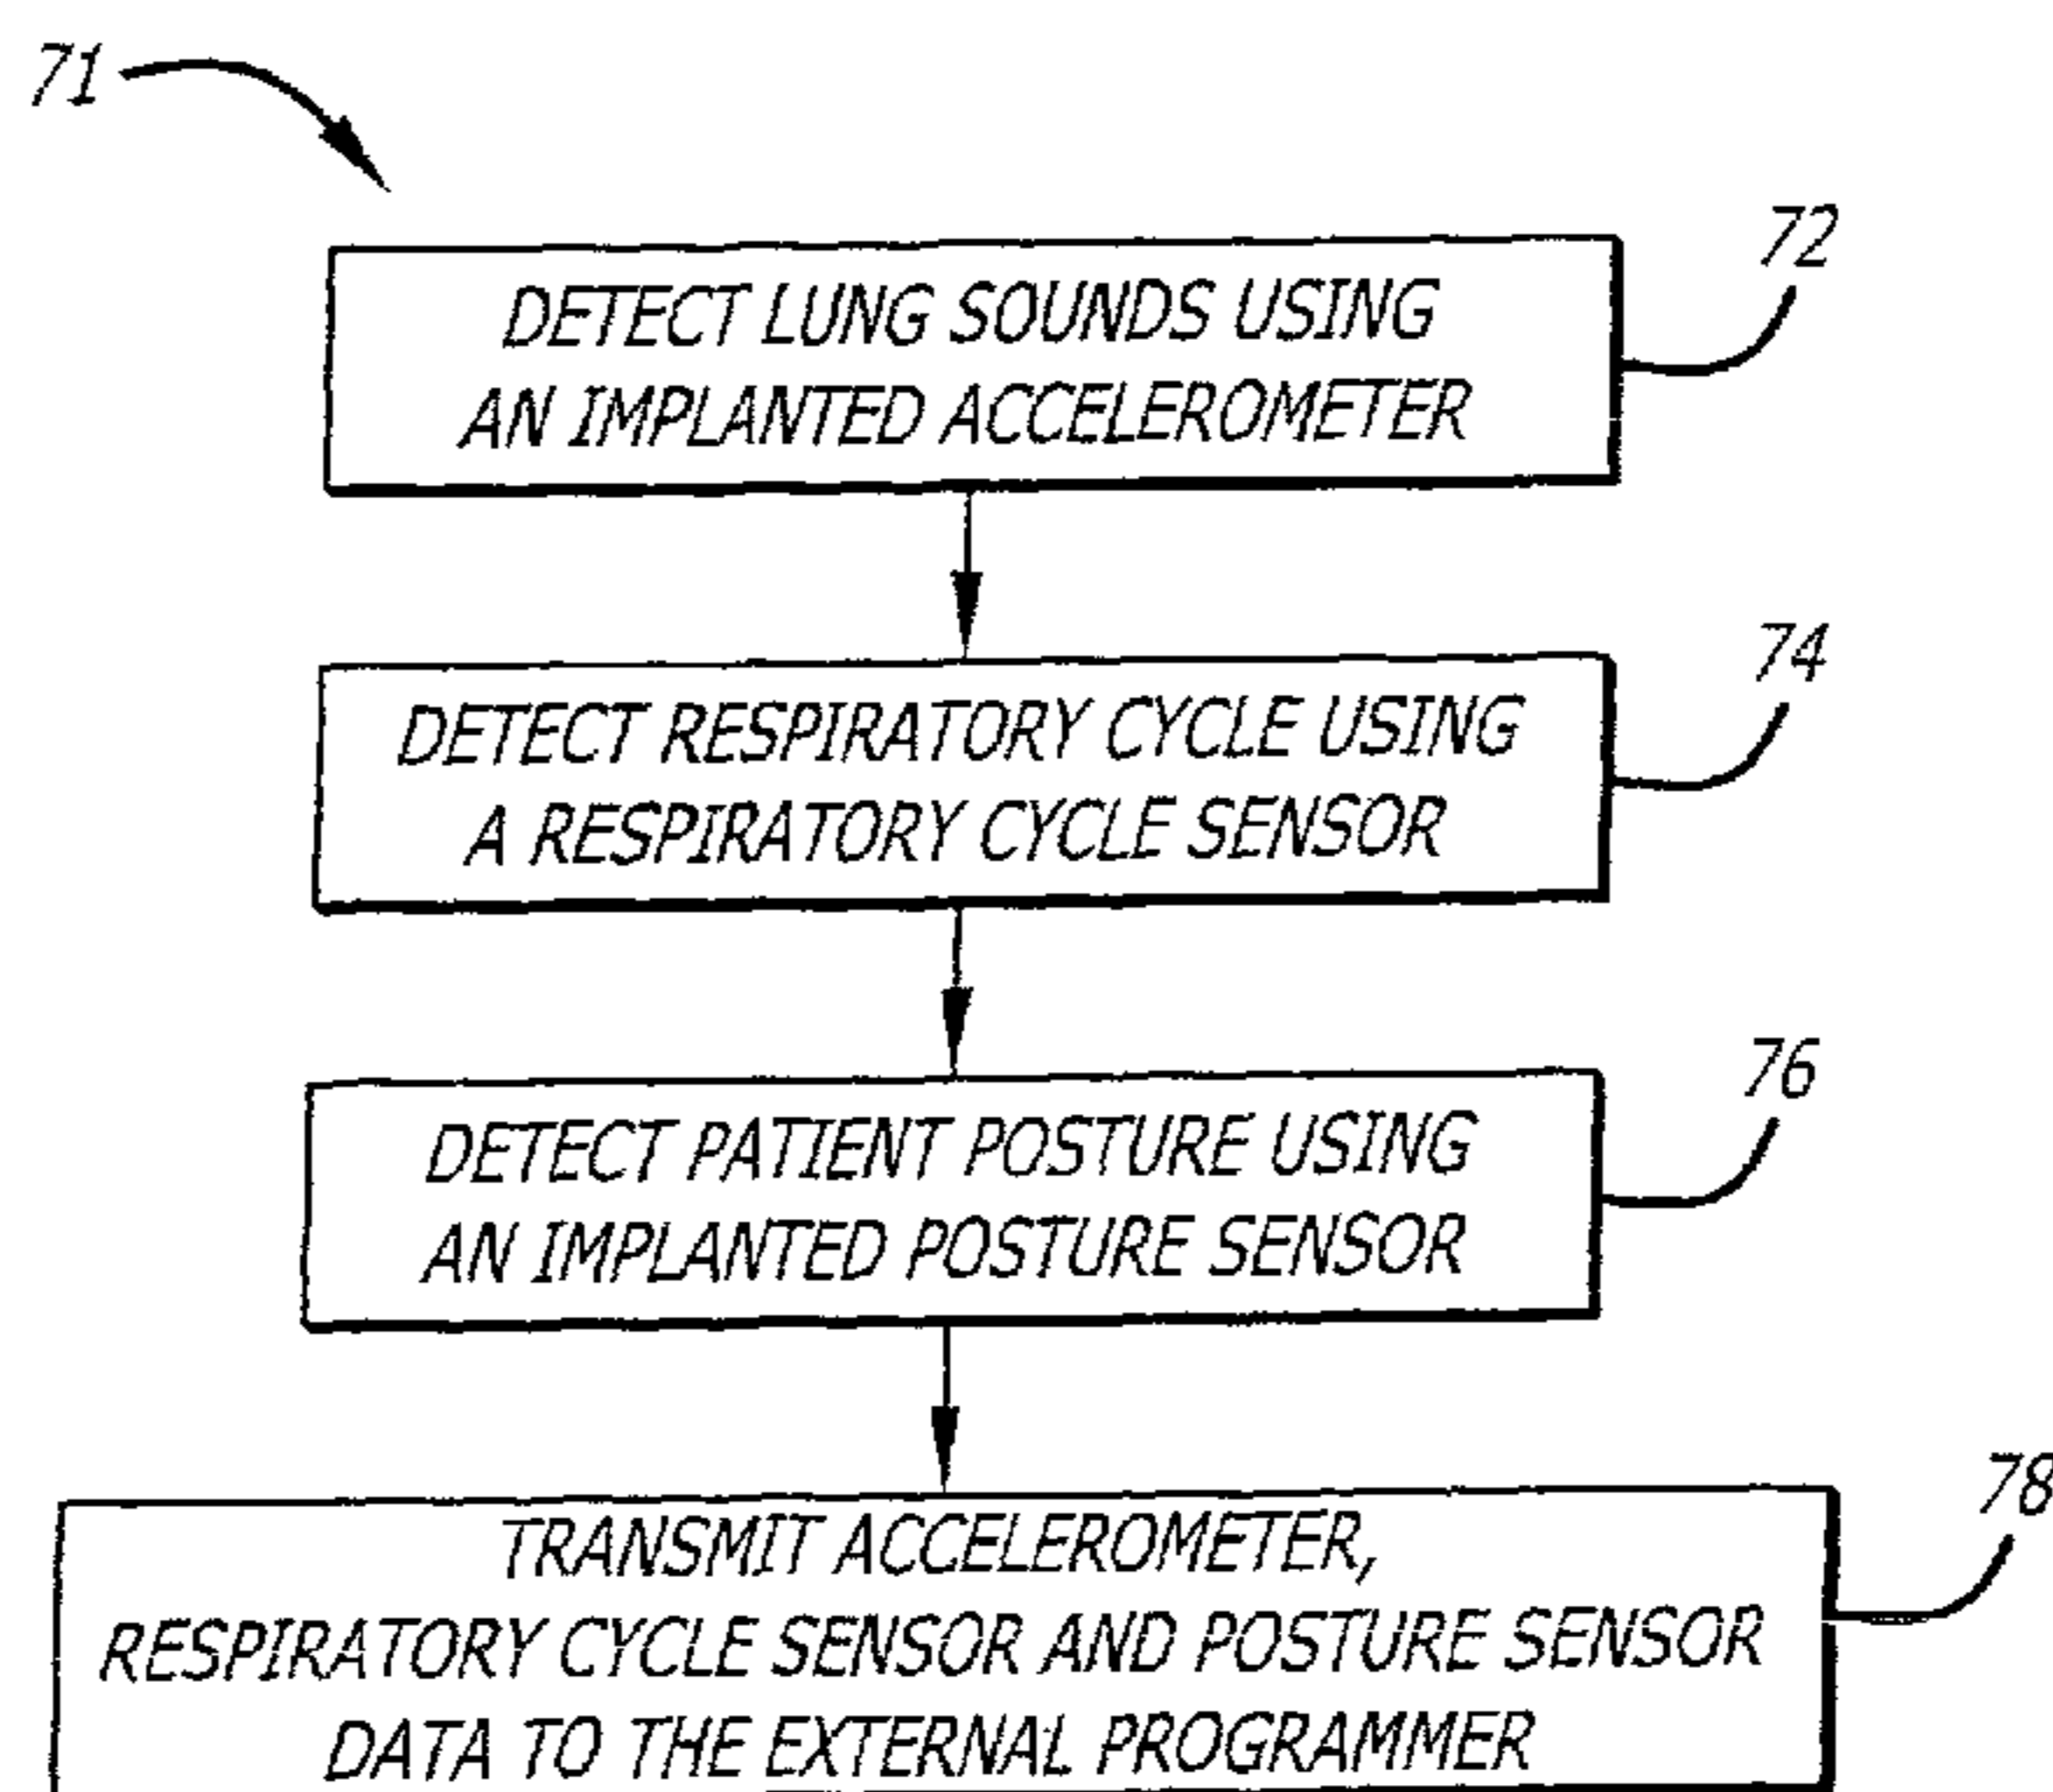 71
72
DETECT LUNG SOUNDS USING
AN IMPLANTED ACCELEROMETER
74
DETECT RESPIRATORY CYCLE USING
A RESPIRATORY CYCLE SENSOR
76
DETECT PATIENT POSTURE USING
AN IMPLANTED POSTURE SENSOR
78
TRANSMIT ACCELEROMETER,
RESPIRATORY CYCLE SENSOR AND POSTURE SENSOR
DATA TO THE EXTERNAL PROGRAMMER